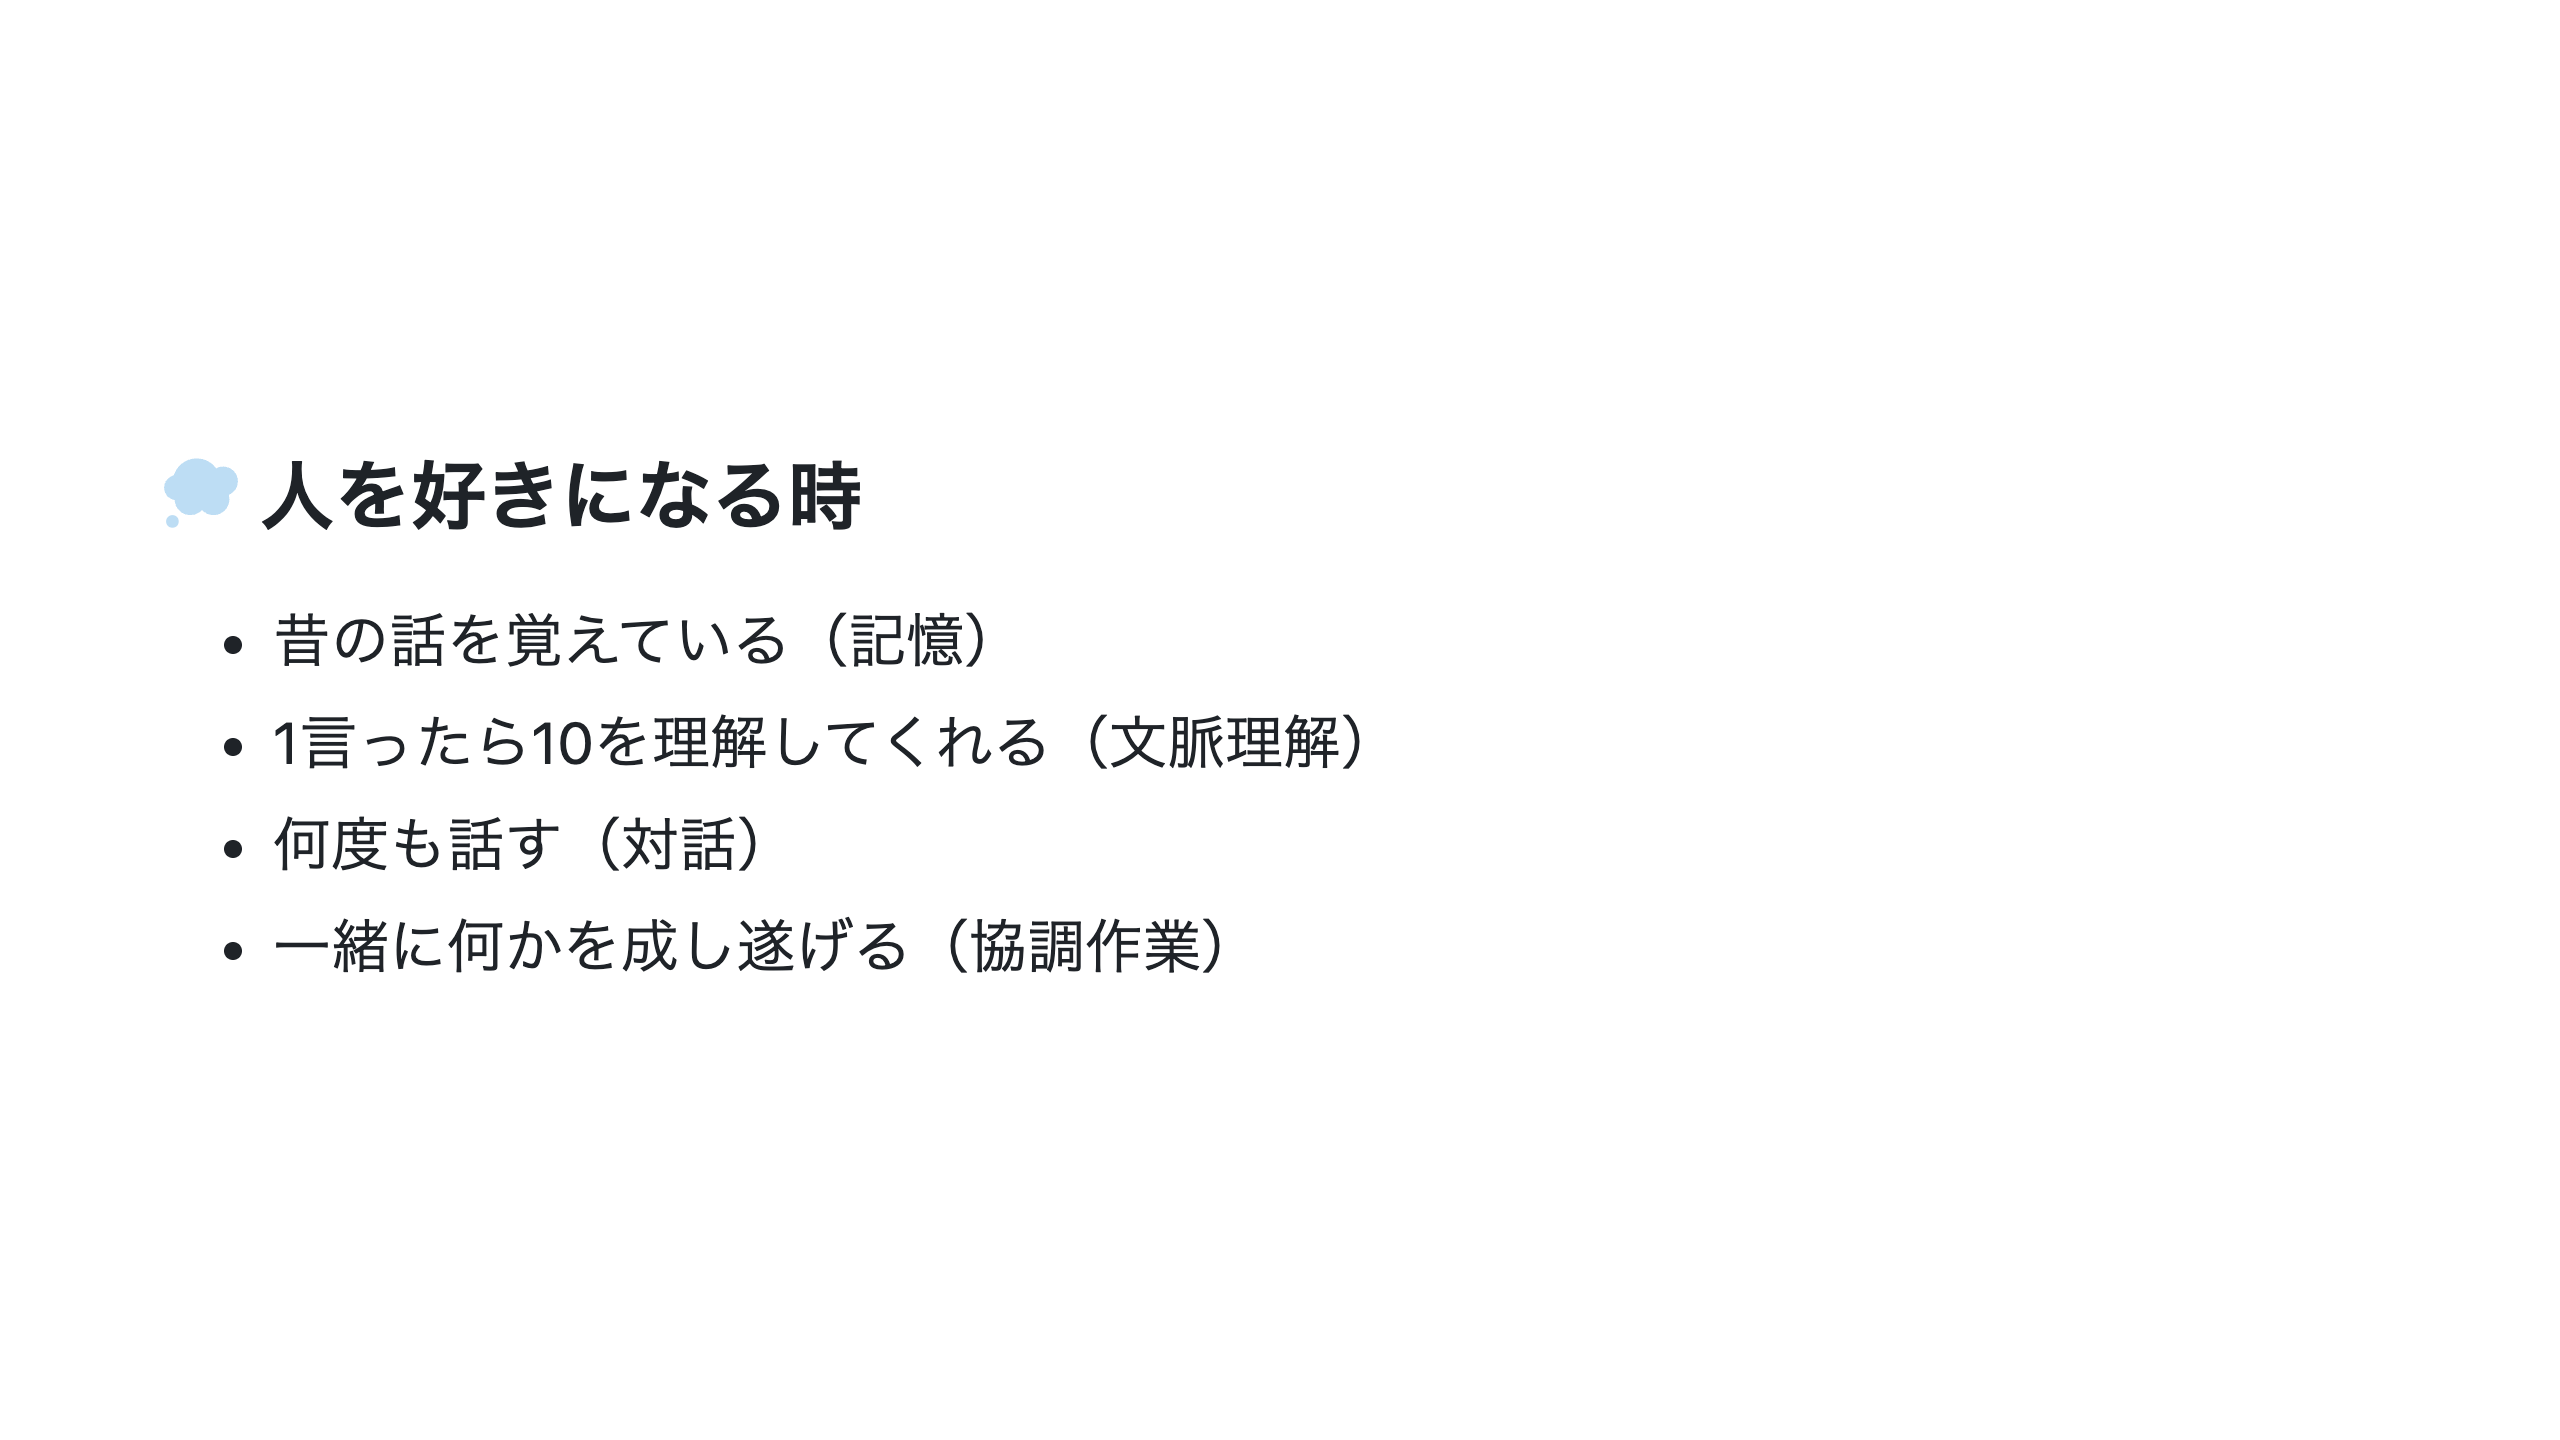 💭 人を好きになる時
• 昔の話を覚えている（記憶）
• 1言ったら10を理解してくれる（文脈理解）
• 何度も話す（対話）
• 一緒に何かを成し遂げる（協調作業）